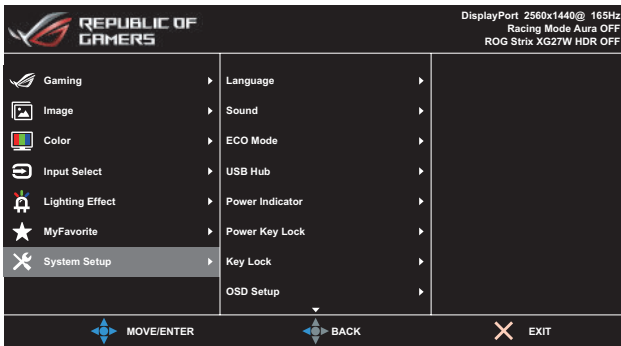 REPUBLIC OF
GAMERS
DisplayPort 2560x1440@ 165Hz
Racing Mode Aura OFF
ROG Strix XG27W HDR OFF
Gaming
Image
Color
Input Select
Lighting Effect
MyFavorite
System Setup
Language
Sound
ECO Mode
USB Hub
Power Indicator
Power Key Lock
Key Lock
OSD Setup
MOVE/ENTER
BACK
EXIT